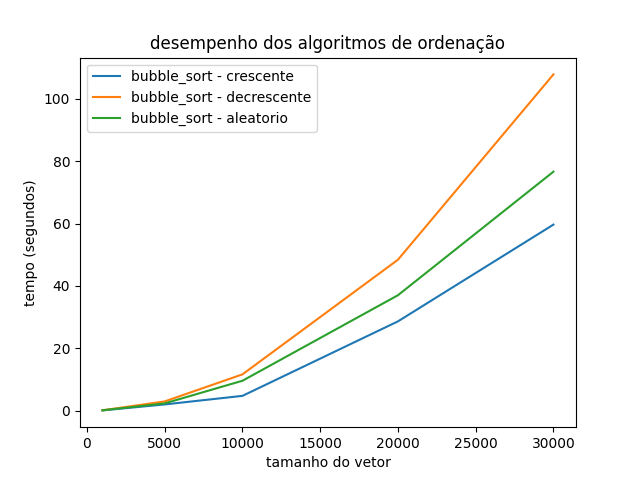 desempenho dos algoritmos de ordenação
bubble_sort - crescente
bubble_sort - decrescente
bubble_sort - aleatorio
100
80
60
40
20
0
tempo (segundos)
0 5000 10000 15000 20000 25000 30000
tamanho do vetor